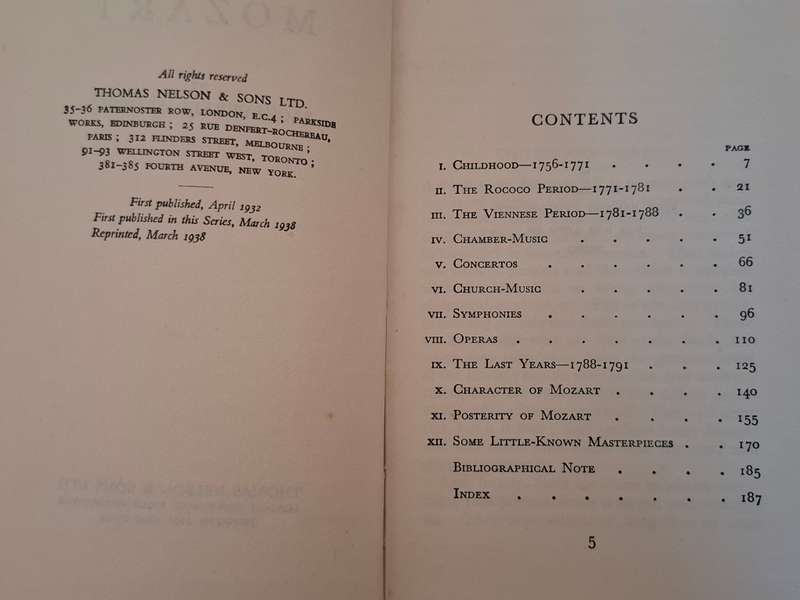 MOZART
All rights reserved
THOMAS NELSON & SONS LTD.
35-36 PATERNOSTER ROW, LONDON, E.C.4; PARKSIDE
WORKS, EDINBURGH; 25 RUE DENFERT-ROCHEREAU,
PARIS; 312 FLINDERS STREET, MELBOURNE;
91-93 WELLINGTON STREET WEST, TORONTO;
381-385 FOURTH AVENUE, NEW YORK.
First published, April 1932
First published in this Series, March 1938
Reprinted, March 1938
THOMAS NELSON & SONS LTD
CONTENTS
PAGE
I. CHILDHOOD—1756-1771 . . . . 7
II. THE ROCOCO PERIOD—1771-1781 . . 21
III. THE VIENNESE PERIOD—1781-1788 . . 36
IV. CHAMBER-MUSIC . . . . . 51
V. CONCERTOS . . . . . . 66
VI. CHURCH-MUSIC . . . . . 81
VII. SYMPHONIES . . . . . . 96
VIII. OPERAS . . . . . . . 110
IX. THE LAST YEARS—1788-1791 . . . 125
X. CHARACTER OF MOZART . . . . 140
XI. POSTERITY OF MOZART . . . . 155
XII. SOME LITTLE-KNOWN MASTERPIECES . . 170
BIBLIOGRAPHICAL NOTE . . . . 185
INDEX . . . . . . . 187
5